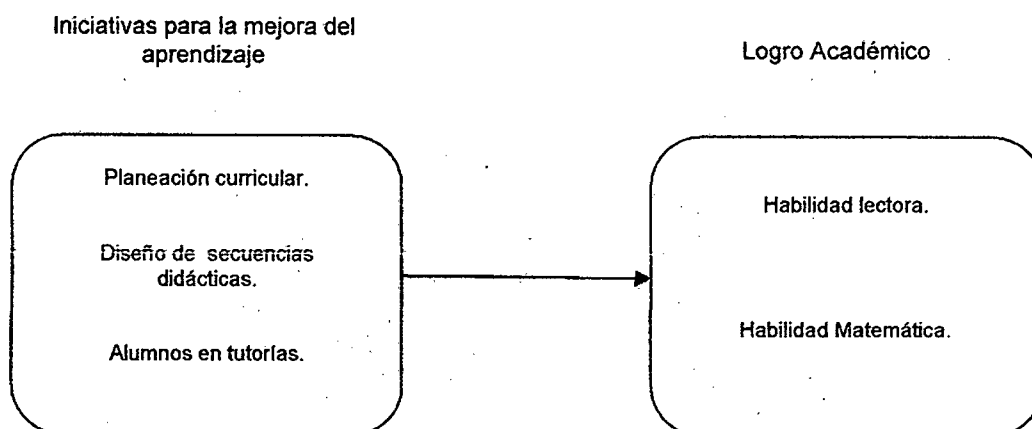 Iniciativas para la mejora del
aprendizaje
Logro Académico
Planeación curricular.
Diseño de secuencias
didácticas.
Alumnos en tutorías.
Habilidad lectora.
Habilidad Matemática.